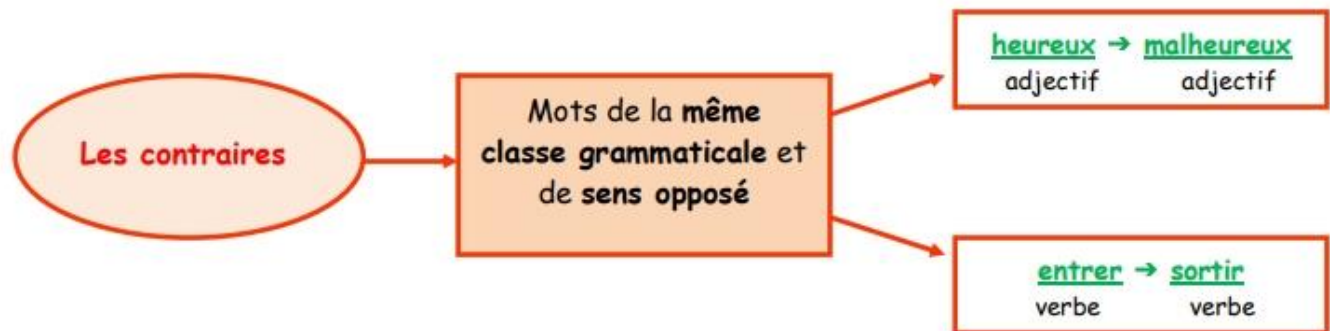 Les contraires
Mots de la même
classe grammaticale et
de sens opposé
heureux ➔ malheureux
adjectif adjectif
entrer ➔ sortir
verbe verbe